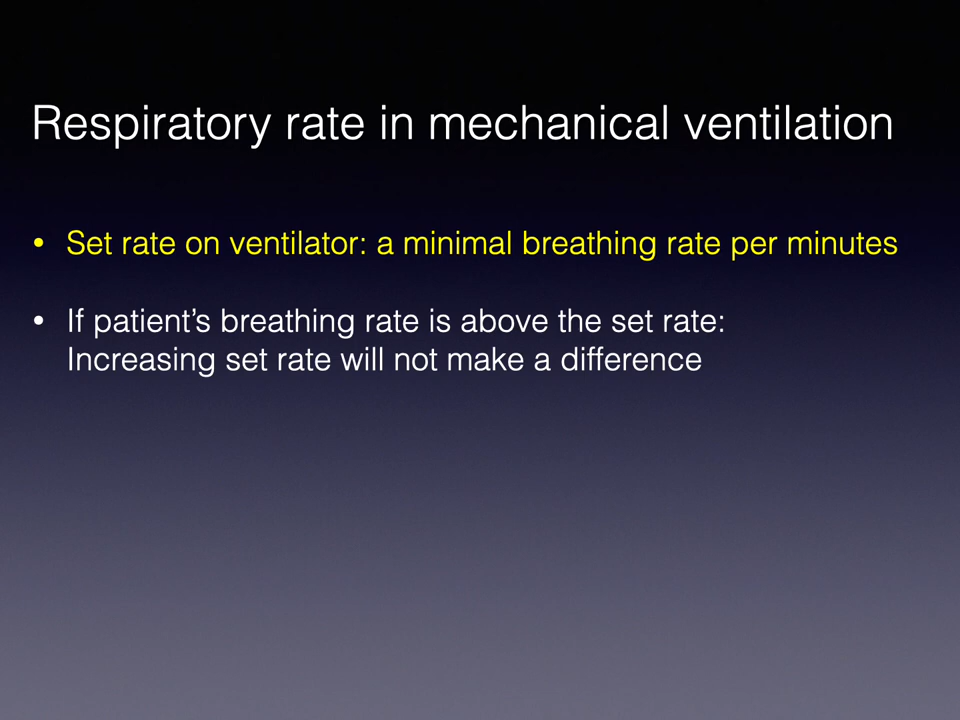 Respiratory rate in mechanical ventilation
• Set rate on ventilator: a minimal breathing rate per minutes
• If patient’s breathing rate is above the set rate:
Increasing set rate will not make a difference